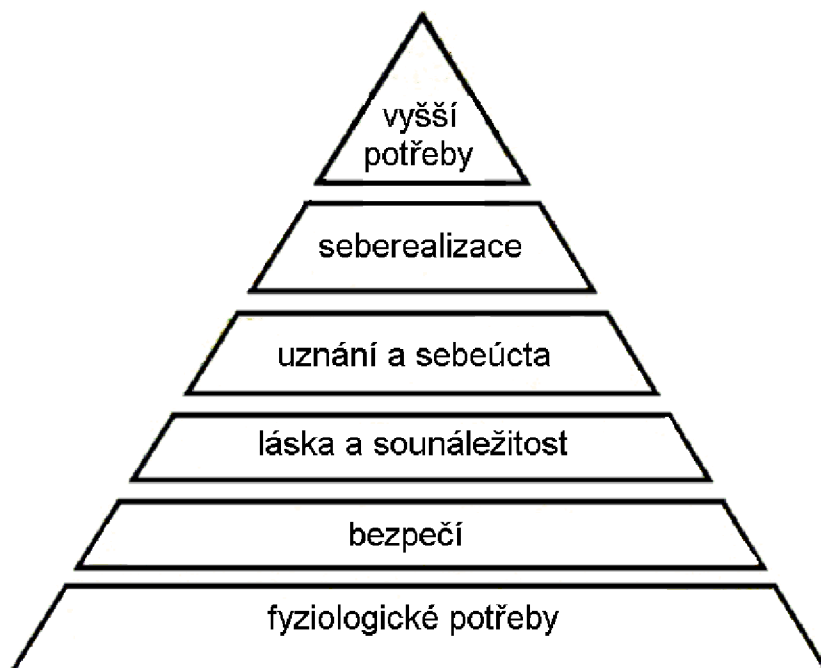 vyšší
potřeby
seberealizace
uznání a sebeúcta
láska a sounáležitost
bezpečí
fyziologické potřeby